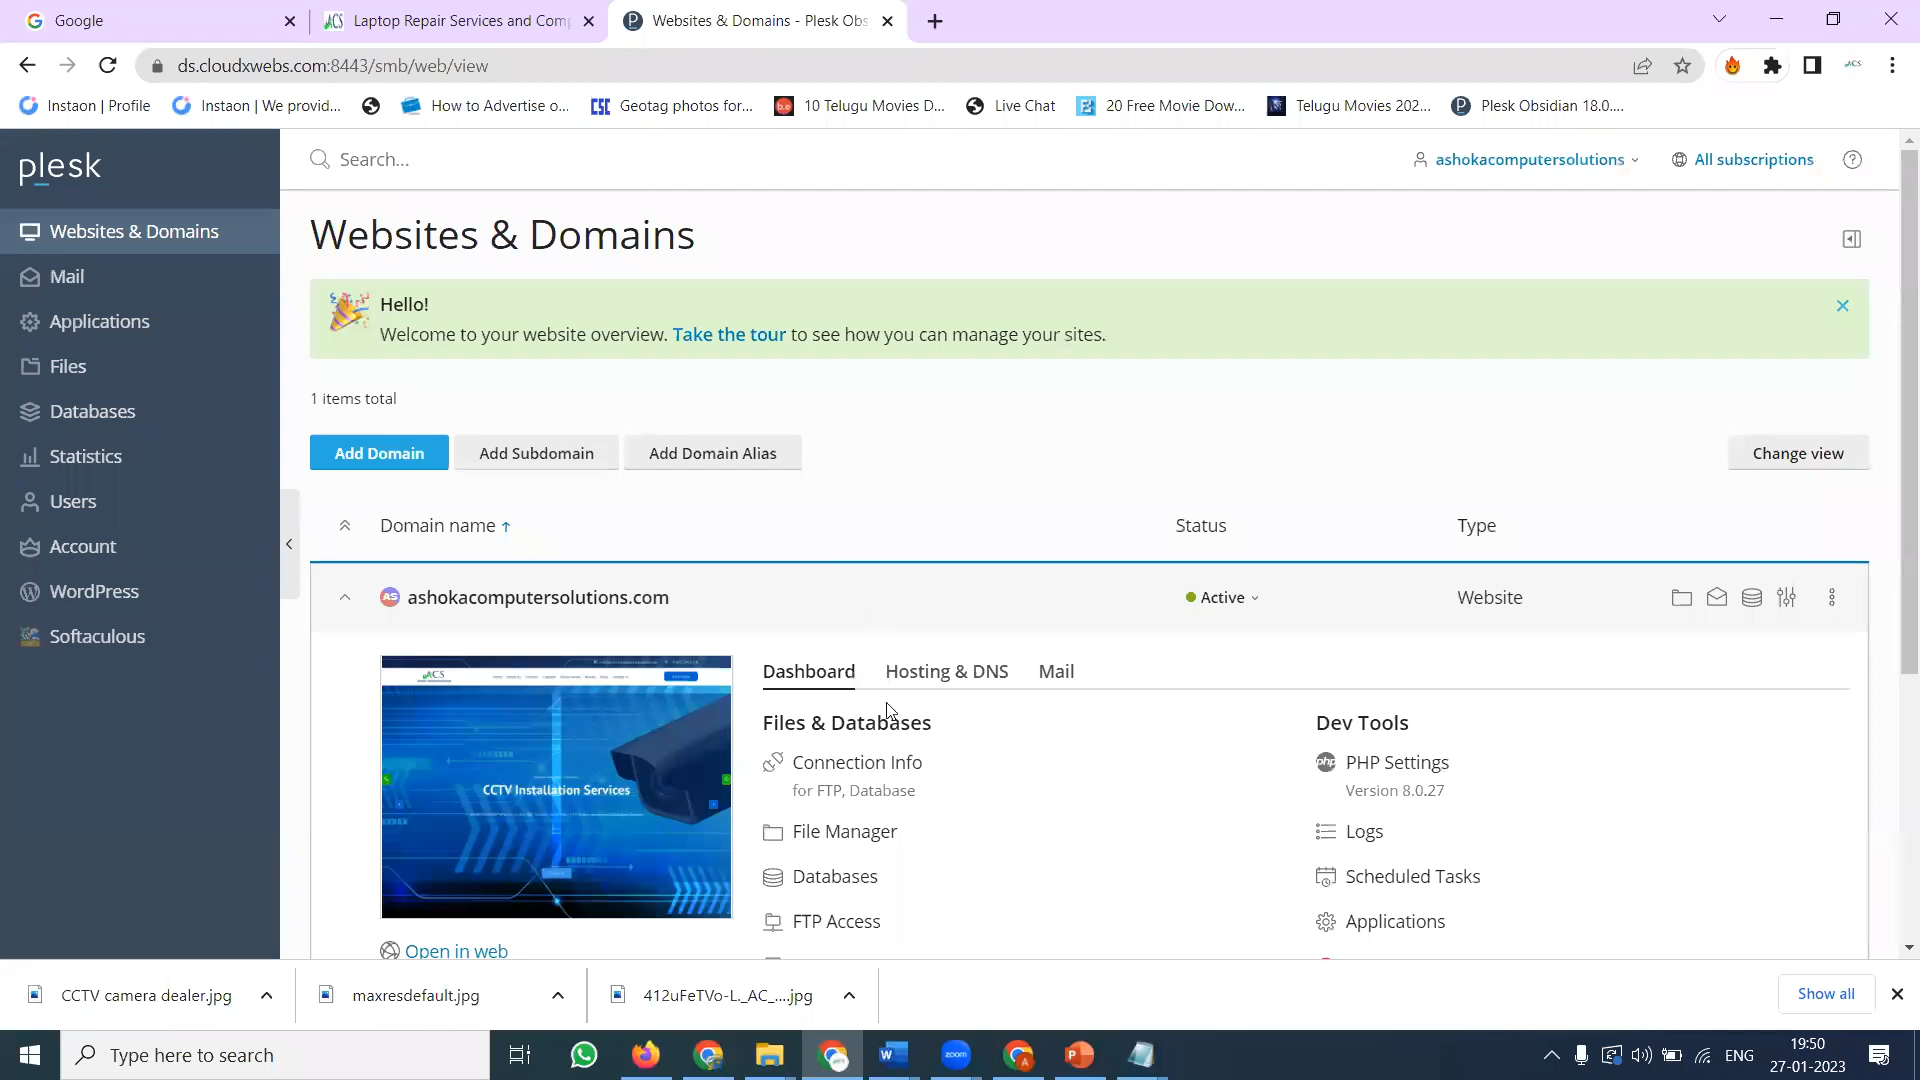 Google
Laptop Repair Services and Comp
Websites & Domains - Plesk Obs
ds.cloudxwebs.com:8443/smb/web/view
Instaon | Profile
Instaon | We provid...
How to Advertise o...
Geotag photos for...
10 Telugu Movies D...
Live Chat
20 Free Movie Dow...
Telugu Movies 202...
Plesk Obsidian 18.0....
plesk
Search...
ashokacomputersolutions
All subscriptions
Websites & Domains
Mail
Applications
Files
Databases
Statistics
Users
Account
WordPress
Softaculous
Websites & Domains
Hello!
Welcome to your website overview. Take the tour to see how you can manage your sites.
1 items total
Add Domain
Add Subdomain
Add Domain Alias
Change view
Domain name ↑
Status
Type
AS
ashokacomputersolutions.com
Active
Website
ACS
CCTV Installation Services
Open in web
Dashboard
Hosting & DNS
Mail
Files & Databases
Connection Info
for FTP, Database
File Manager
Databases
FTP Access
Dev Tools
PHP Settings
Version 8.0.27
Logs
Scheduled Tasks
Applications
CCTV camera dealer.jpg
maxresdefault.jpg
412uFeTVo-L._AC_....jpg
Show all
Type here to search
zoom
ENG
19:50
27-01-2023